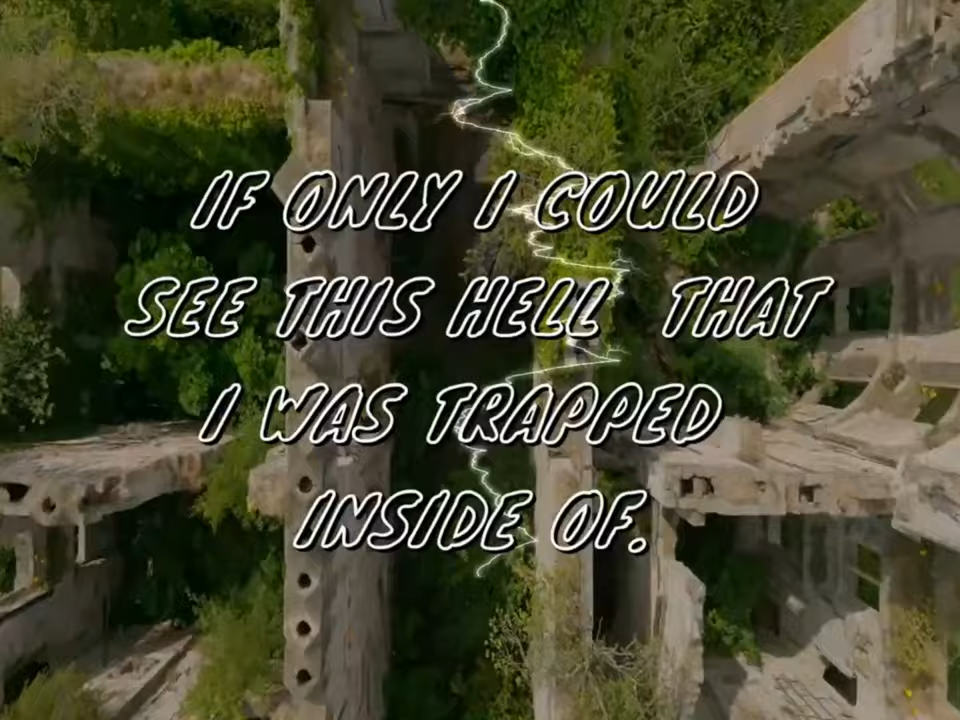 IF ONLY I COULD
SEE THIS HELL THAT
I WAS TRAPPED
INSIDE OF.